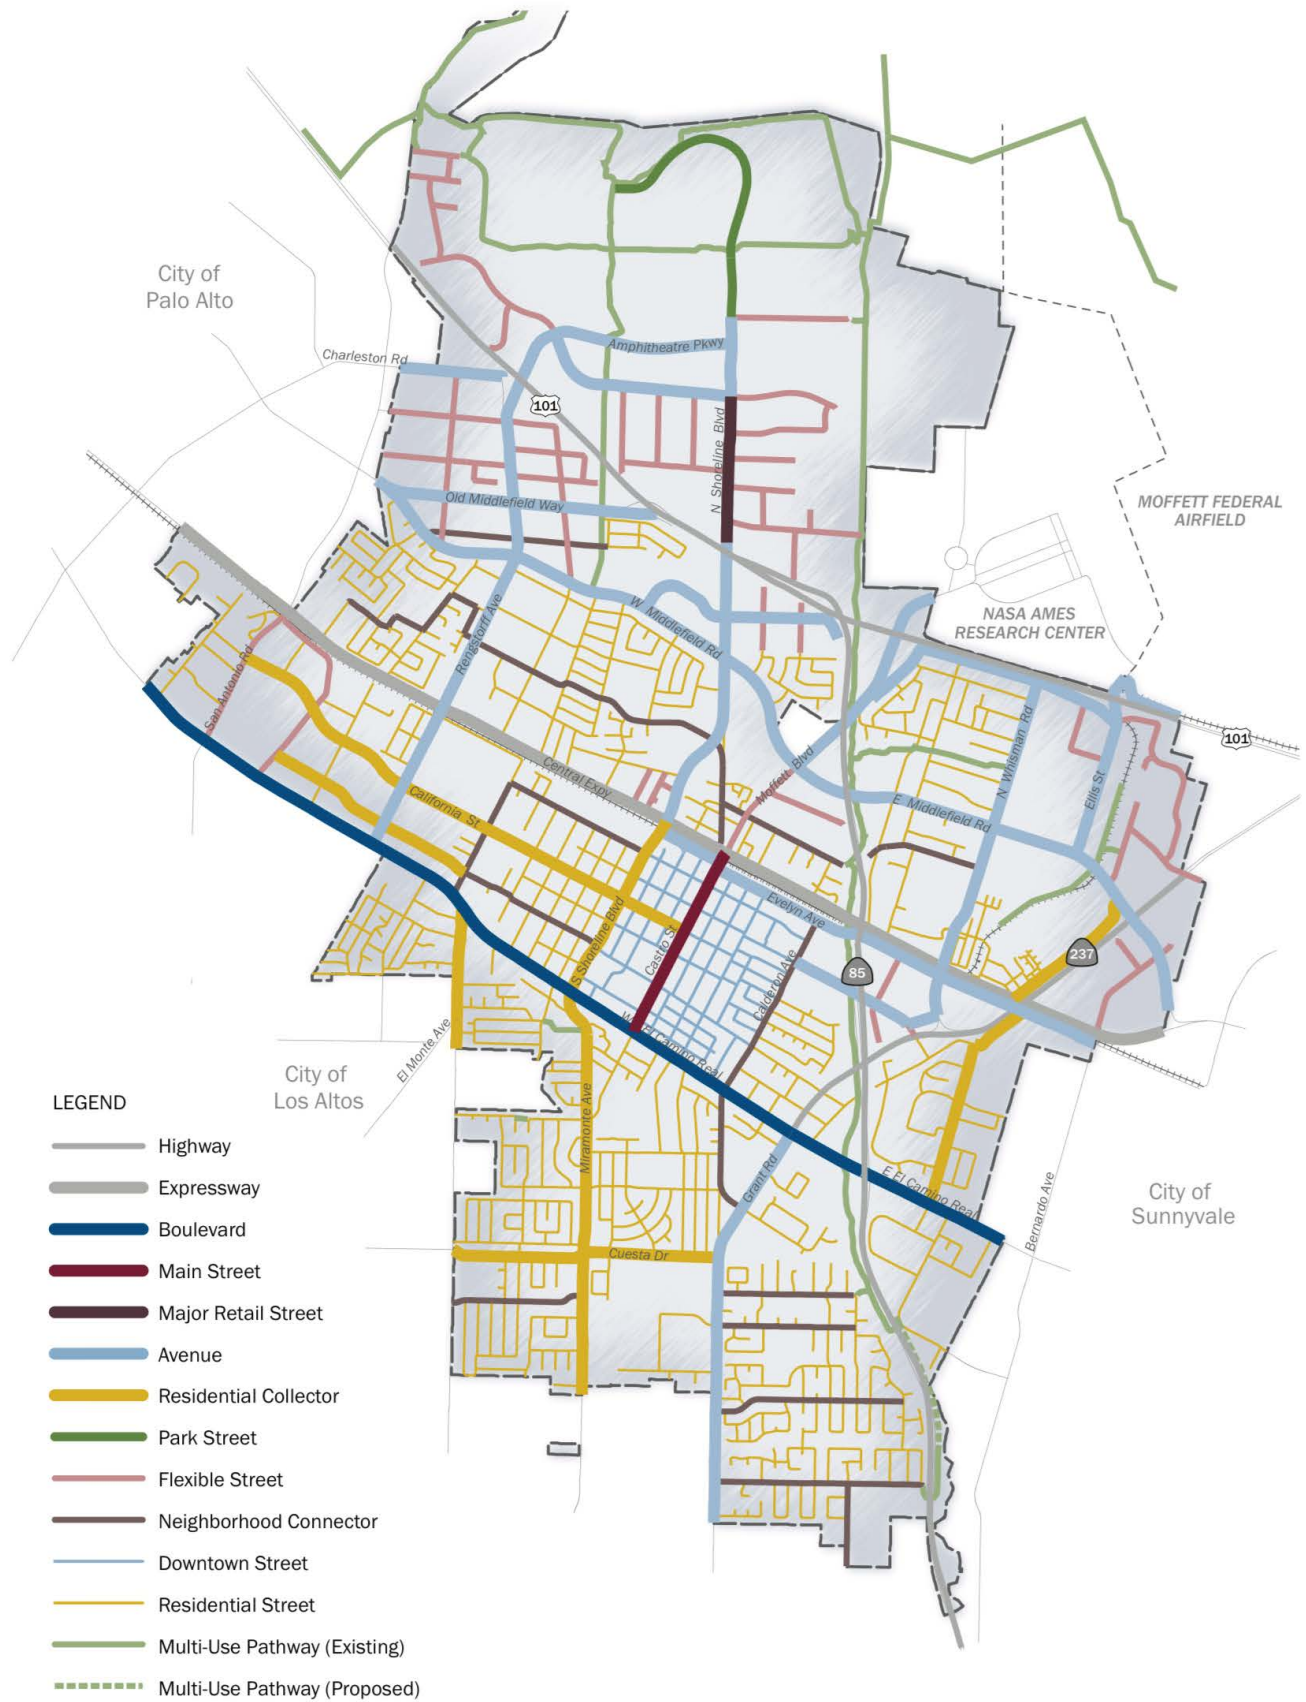 City of
Palo Alto
Charleston Rd
Amphitheatre Pkwy
101
N Shoreline Blvd
Old Middlefield Way
MOFFETT FEDERAL
AIRFIELD
NASA AMES
RESEARCH CENTER
W Middlefield Rd
Rengstorff Ave
San Antonio Rd
N Whisman Rd
101
Central Expy
Moffett Blvd
Ellis St
California St
E Middlefield Rd
Evelyn Ave
S Shoreline Blvd
Castro St
Calderon Ave
237
85
W El Camino Real
El Monte Ave
City of
Los Altos
Miramonte Ave
Grant Rd
E El Camino Real
Bernardo Ave
City of
Sunnyvale
Cuesta Dr
LEGEND
Highway
Expressway
Boulevard
Main Street
Major Retail Street
Avenue
Residential Collector
Park Street
Flexible Street
Neighborhood Connector
Downtown Street
Residential Street
Multi-Use Pathway (Existing)
Multi-Use Pathway (Proposed)